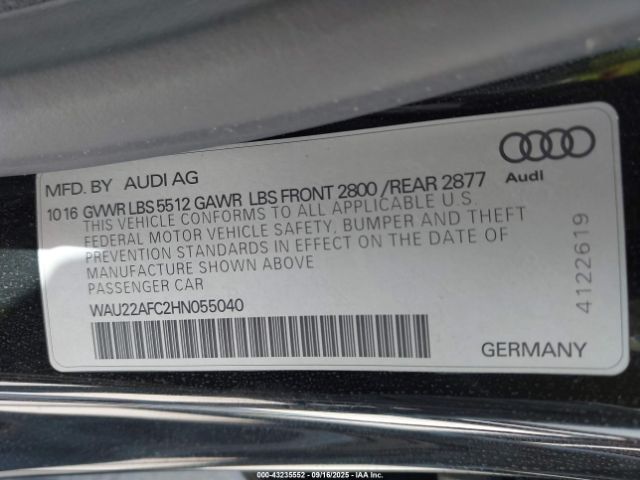 MFD. BY AUDI AG
Audi
10 16 GVWR LBS 5512 GAWR LBS FRONT 2800 /REAR 2877
THIS VEHICLE CONFORMS TO ALL APPLICABLE U.S.
FEDERAL MOTOR VEHICLE SAFETY, BUMPER AND THEFT
PREVENTION STANDARDS IN EFFECT ON THE DATE OF
MANUFACTURE SHOWN ABOVE
PASSENGER CAR
WAU22AFC2HN055040
41222619
GERMANY
000-43235552 - 09/16/2025 - IAA Inc.